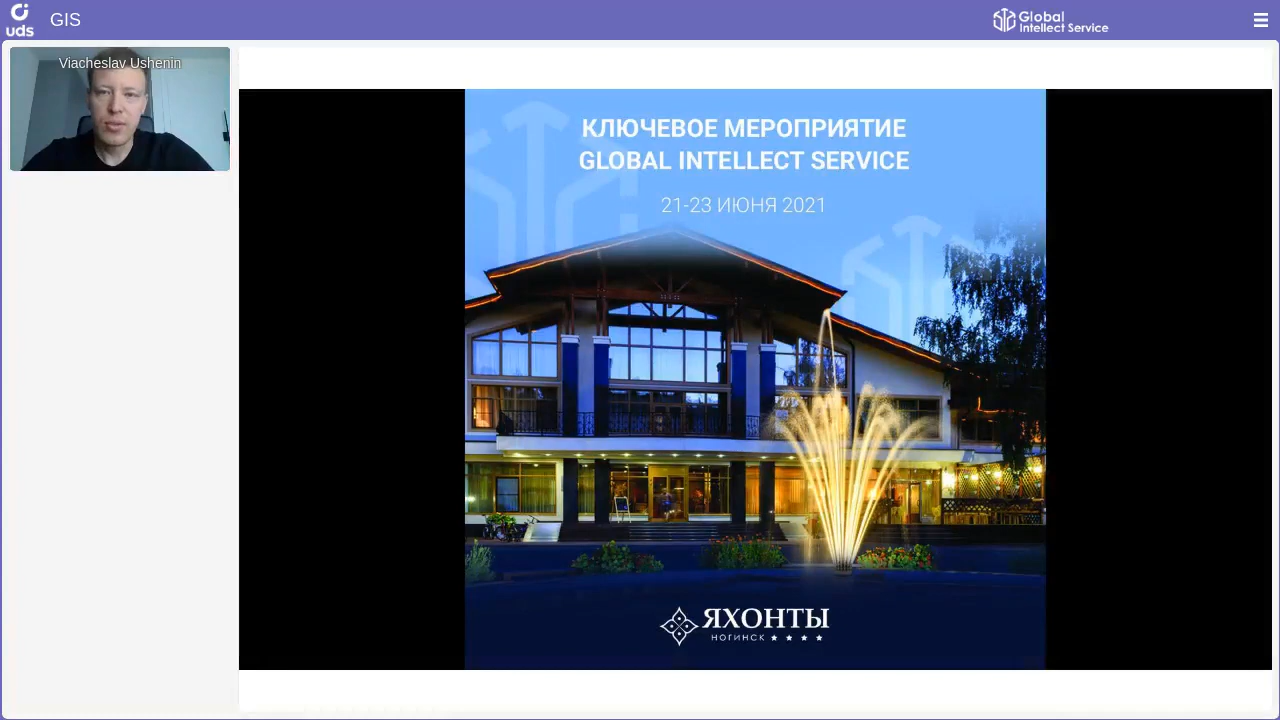 uds
GIS
Global
Intellect Service
Viacheslav Ushenin
КЛЮЧЕВОЕ МЕРОПРИЯТИЕ
GLOBAL INTELLECT SERVICE
21-23 ИЮНЯ 2021
ЯХОНТЫ
НОГИНСК